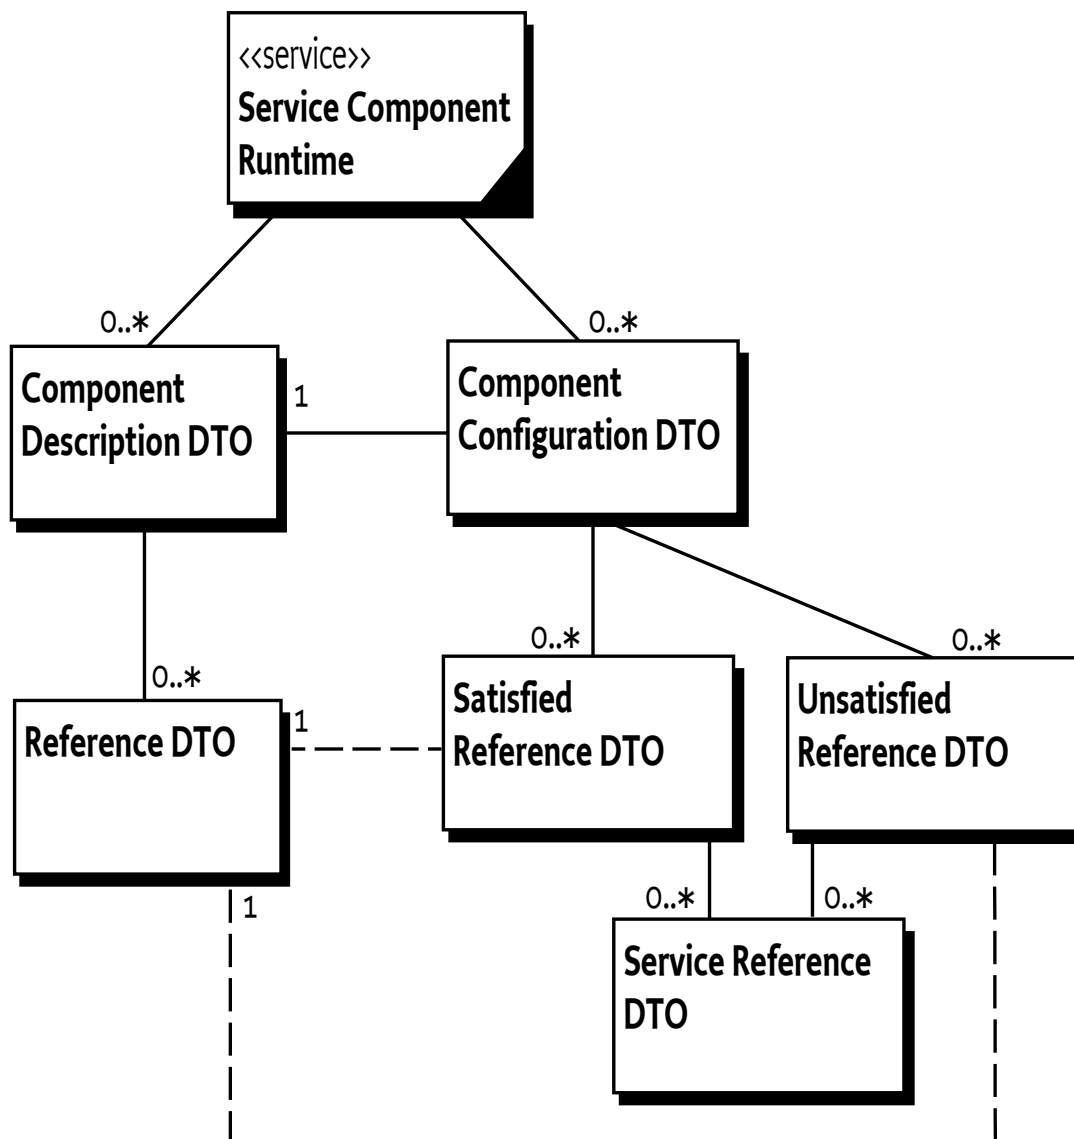 <<service>>
Service Component
Runtime
0..*
0..*
Component
Description DTO
1
Component
Configuration DTO
0..*
0..*
0..*
Reference DTO
1
Satisfied
Reference DTO
Unsatisfied
Reference DTO
1
0..*
0..*
Service Reference
DTO